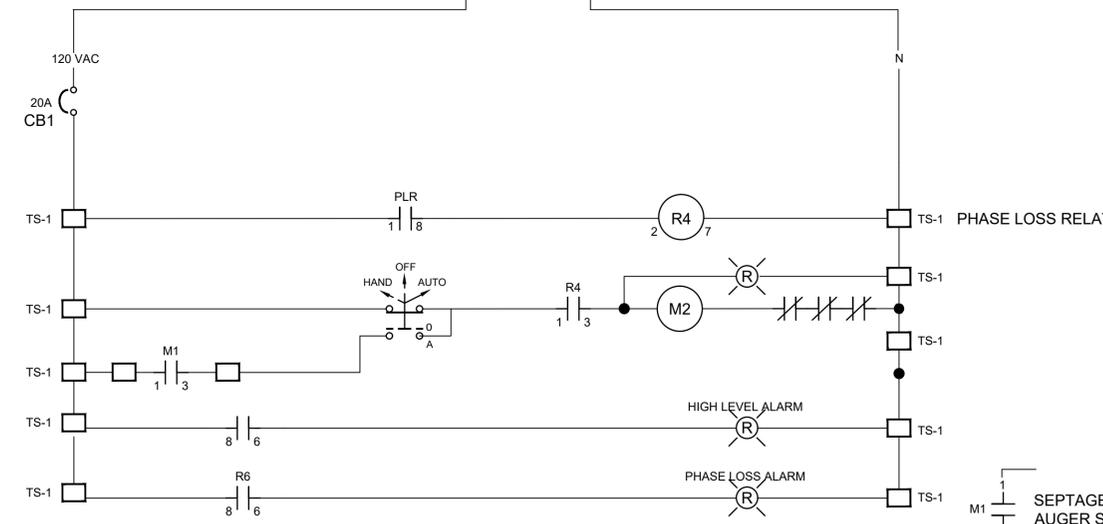 120 VAC
N
20A
CB1
PLR
TS-1
1 8
R4
2 7
TS-1 PHASE LOSS RELA
OFF
HAND AUTO
R
TS-1
R4
TS-1
1 3
M2
0
A
TS-1
M1
TS-1
1 3
HIGH LEVEL ALARM
TS-1
8 6
R
TS-1
R6
PHASE LOSS ALARM
TS-1
8 6
R
TS-1
1
M1
SEPTAGE
AUGER S